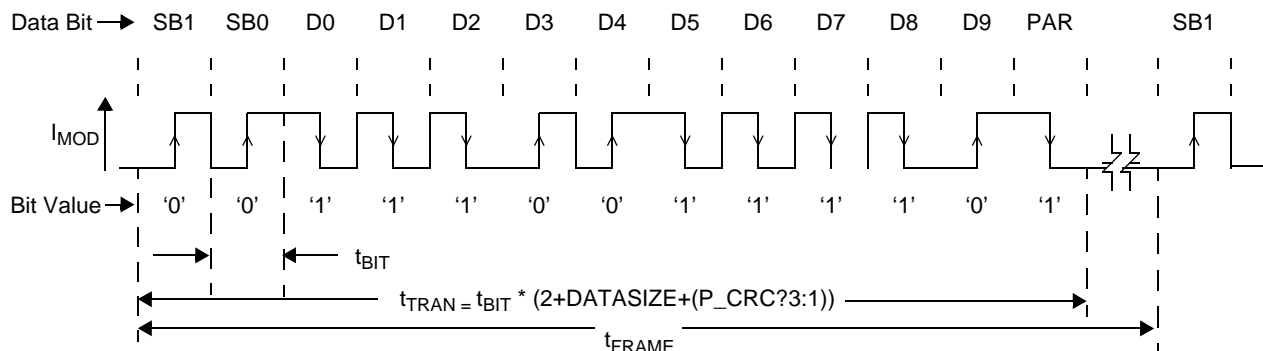 Data Bit SB1 SB0 D0 D1 D2 D3 D4 D5 D6 D7 D8 D9 PAR SB1
IMOD
Bit Value ‘0’ ‘0’ ‘1’ ‘1’ ‘1’ ‘0’ ‘0’ ‘1’ ‘1’ ‘1’ ‘1’ ‘0’ ‘1’
tBIT
tTRAN = tBIT * (2+DATASIZE+(P_CRC?3:1))
tFRAME